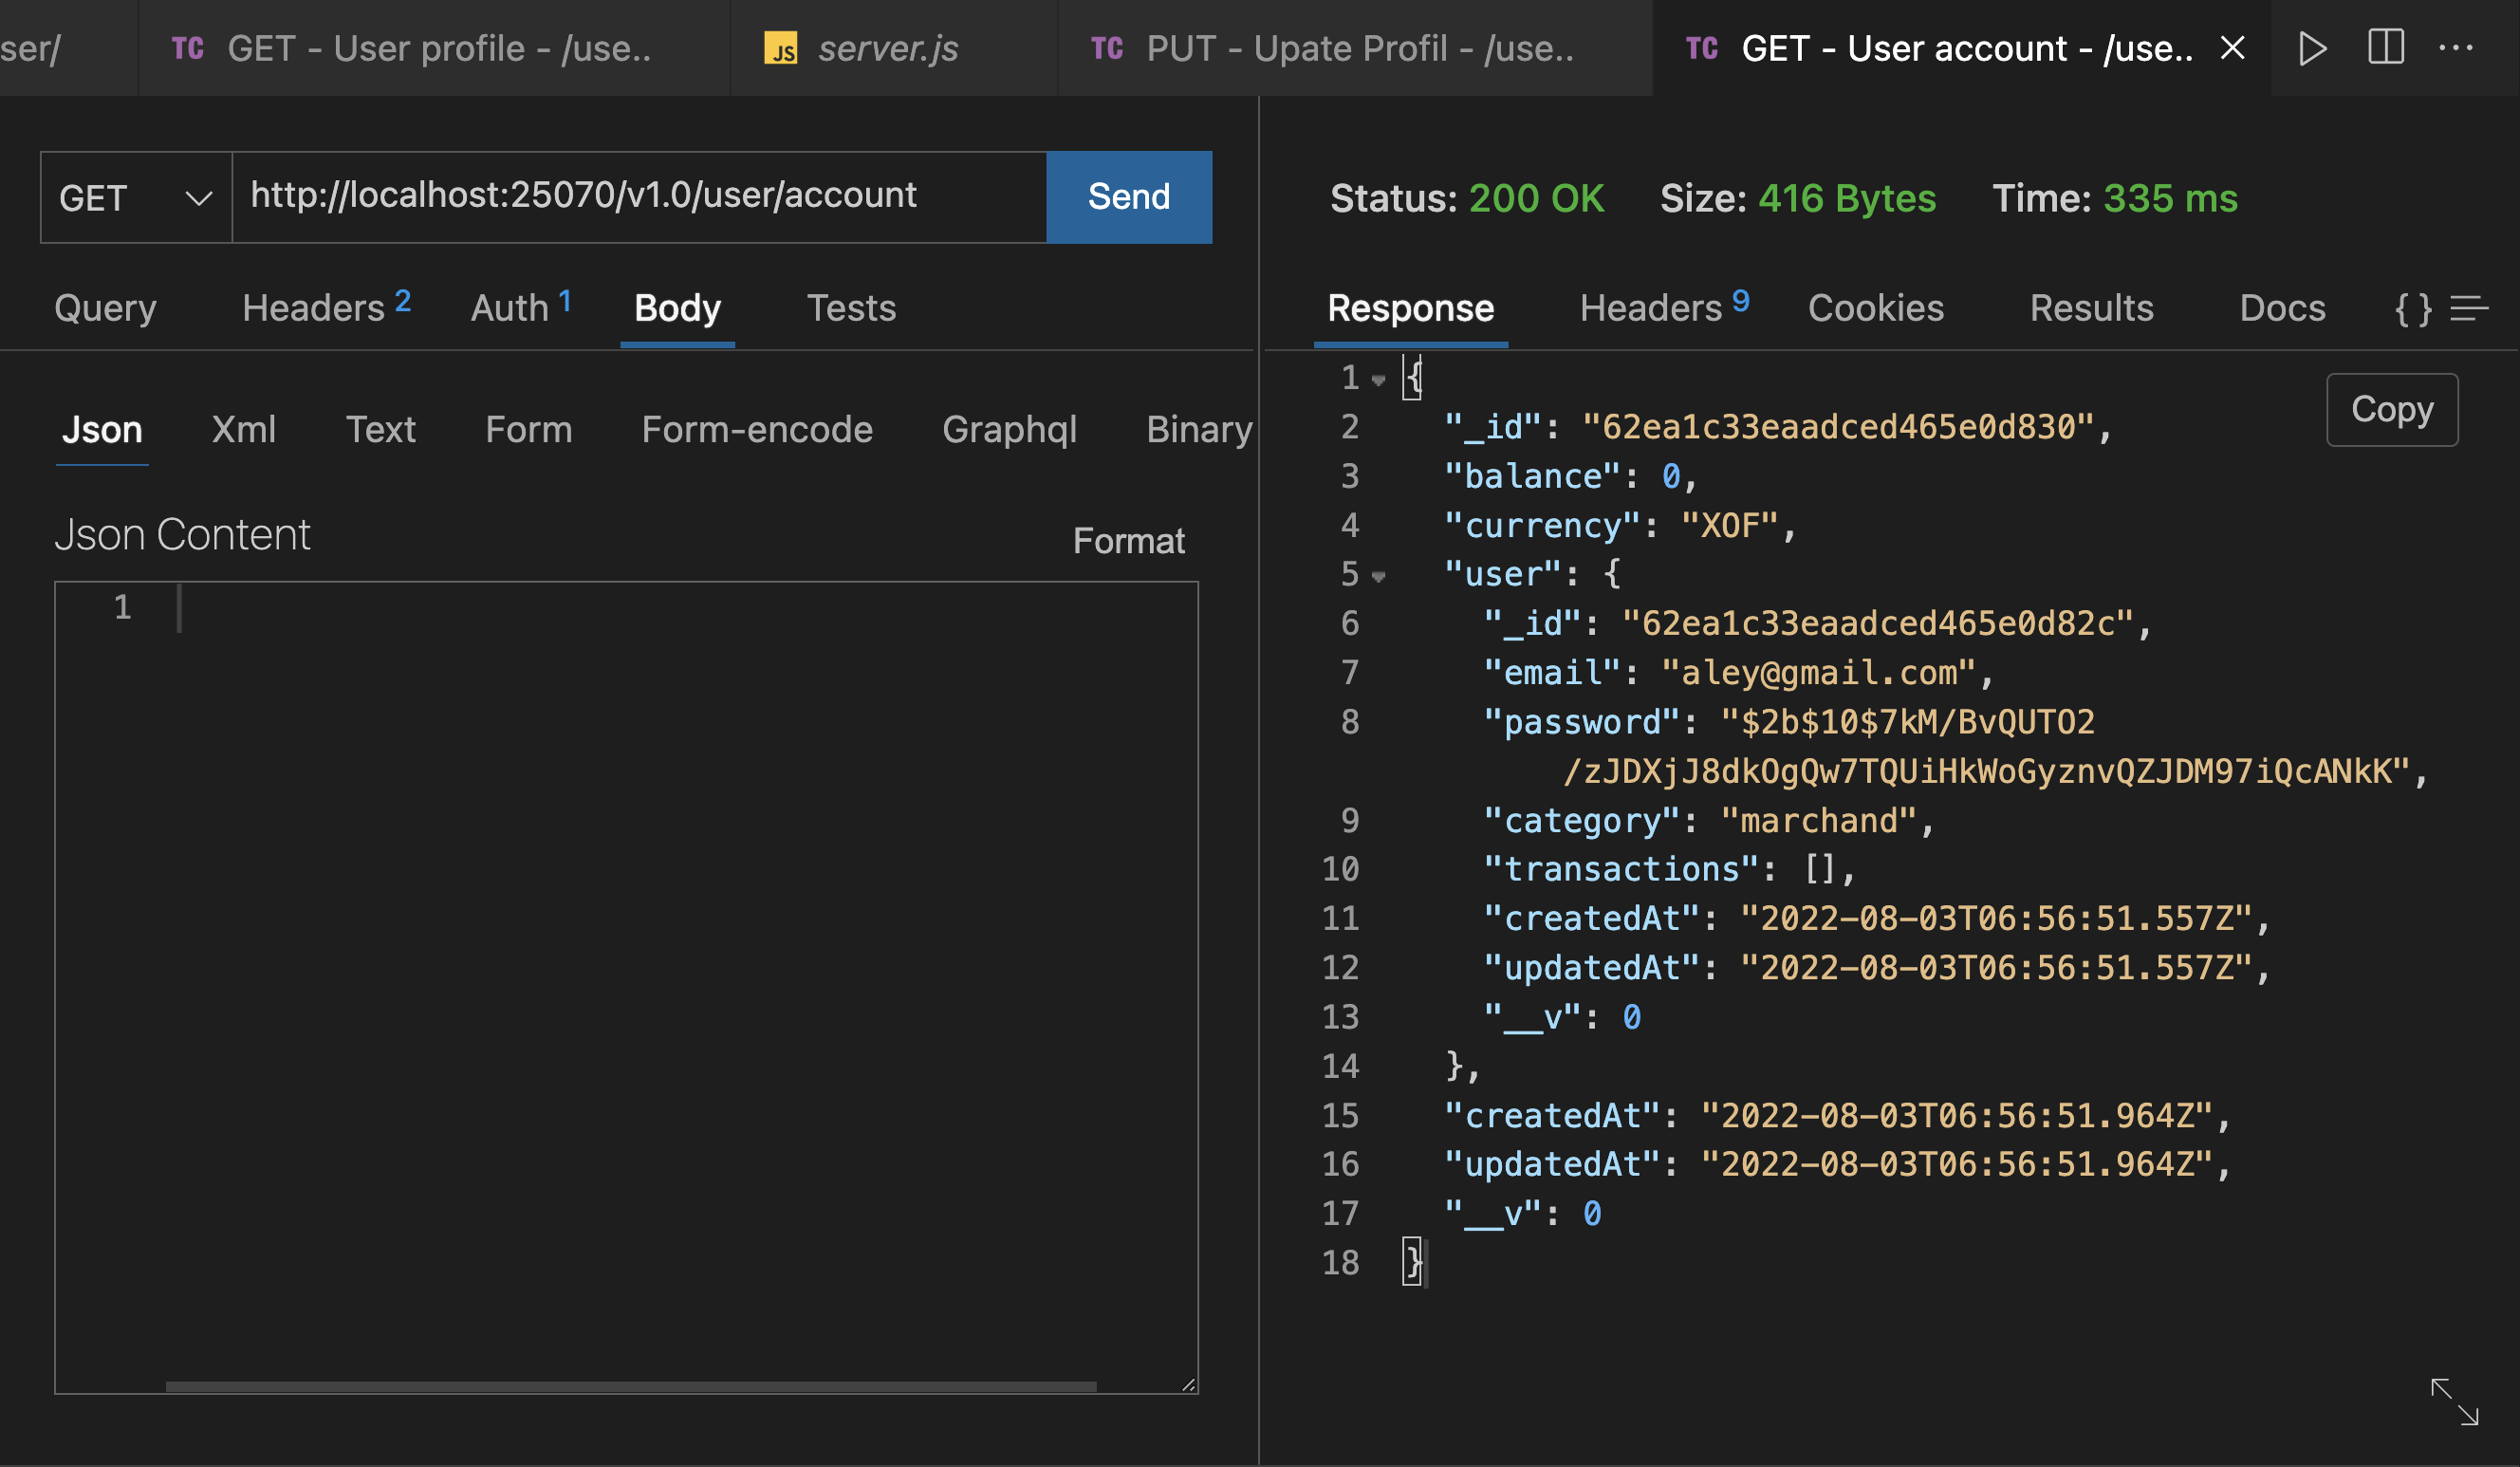 ser/
TC GET - User profile - /use..
JS server.js
TC PUT - Upate Profil - /use..
TC GET - User account - /use..
GET http://localhost:25070/v1.0/user/account Send
Query Headers 2 Auth 1 Body Tests
Json Xml Text Form Form-encode Graphql Binary
Json Content Format
1
Status: 200 OK Size: 416 Bytes Time: 335 ms
Response Headers 9 Cookies Results Docs { }
Copy
1 {
2 "_id": "62ea1c33eaadced465e0d830",
3 "balance": 0,
4 "currency": "XOF",
5 "user": {
6 "_id": "62ea1c33eaadced465e0d82c",
7 "email": "aley@gmail.com",
8 "password": "$2b$10$7kM/BvQUTO2
/zJDXjJ8dkOgQw7TQUiHkWoGyznvQZJDM97iQcANkK",
9 "category": "marchand",
10 "transactions": [],
11 "createdAt": "2022-08-03T06:56:51.557Z",
12 "updatedAt": "2022-08-03T06:56:51.557Z",
13 "__v": 0
14 },
15 "createdAt": "2022-08-03T06:56:51.964Z",
16 "updatedAt": "2022-08-03T06:56:51.964Z",
17 "__v": 0
18 }